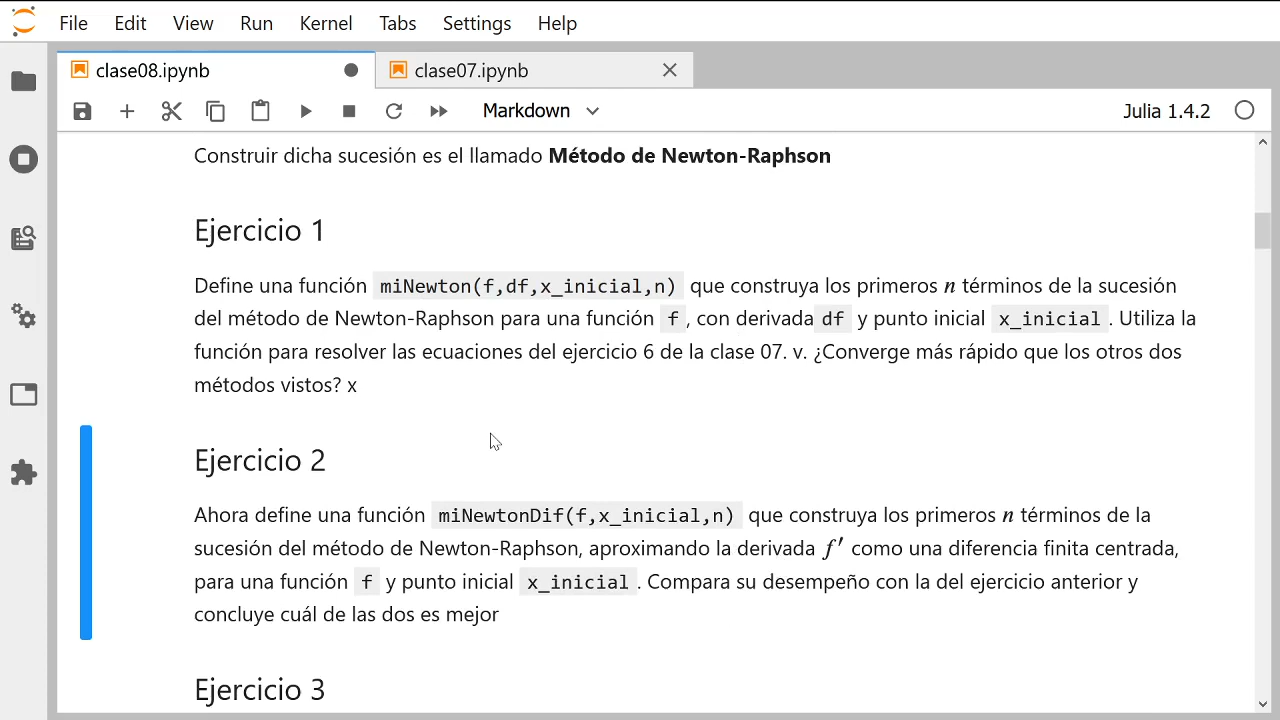 File Edit View Run Kernel Tabs Settings Help
clase08.ipynb clase07.ipynb
Markdown Julia 1.4.2
Construir dicha sucesión es el llamado Método de Newton-Raphson
Ejercicio 1
Define una función miNewton(f,df,x_inicial,n) que construya los primeros n términos de la sucesión
del método de Newton-Raphson para una función f , con derivada df y punto inicial x_inicial . Utiliza la
función para resolver las ecuaciones del ejercicio 6 de la clase 07. v. ¿Converge más rápido que los otros dos
métodos vistos? x
Ejercicio 2
Ahora define una función miNewtonDif(f,x_inicial,n) que construya los primeros n términos de la
sucesión del método de Newton-Raphson, aproximando la derivada f′ como una diferencia finita centrada,
para una función f y punto inicial x_inicial . Compara su desempeño con la del ejercicio anterior y
concluye cuál de las dos es mejor
Ejercicio 3